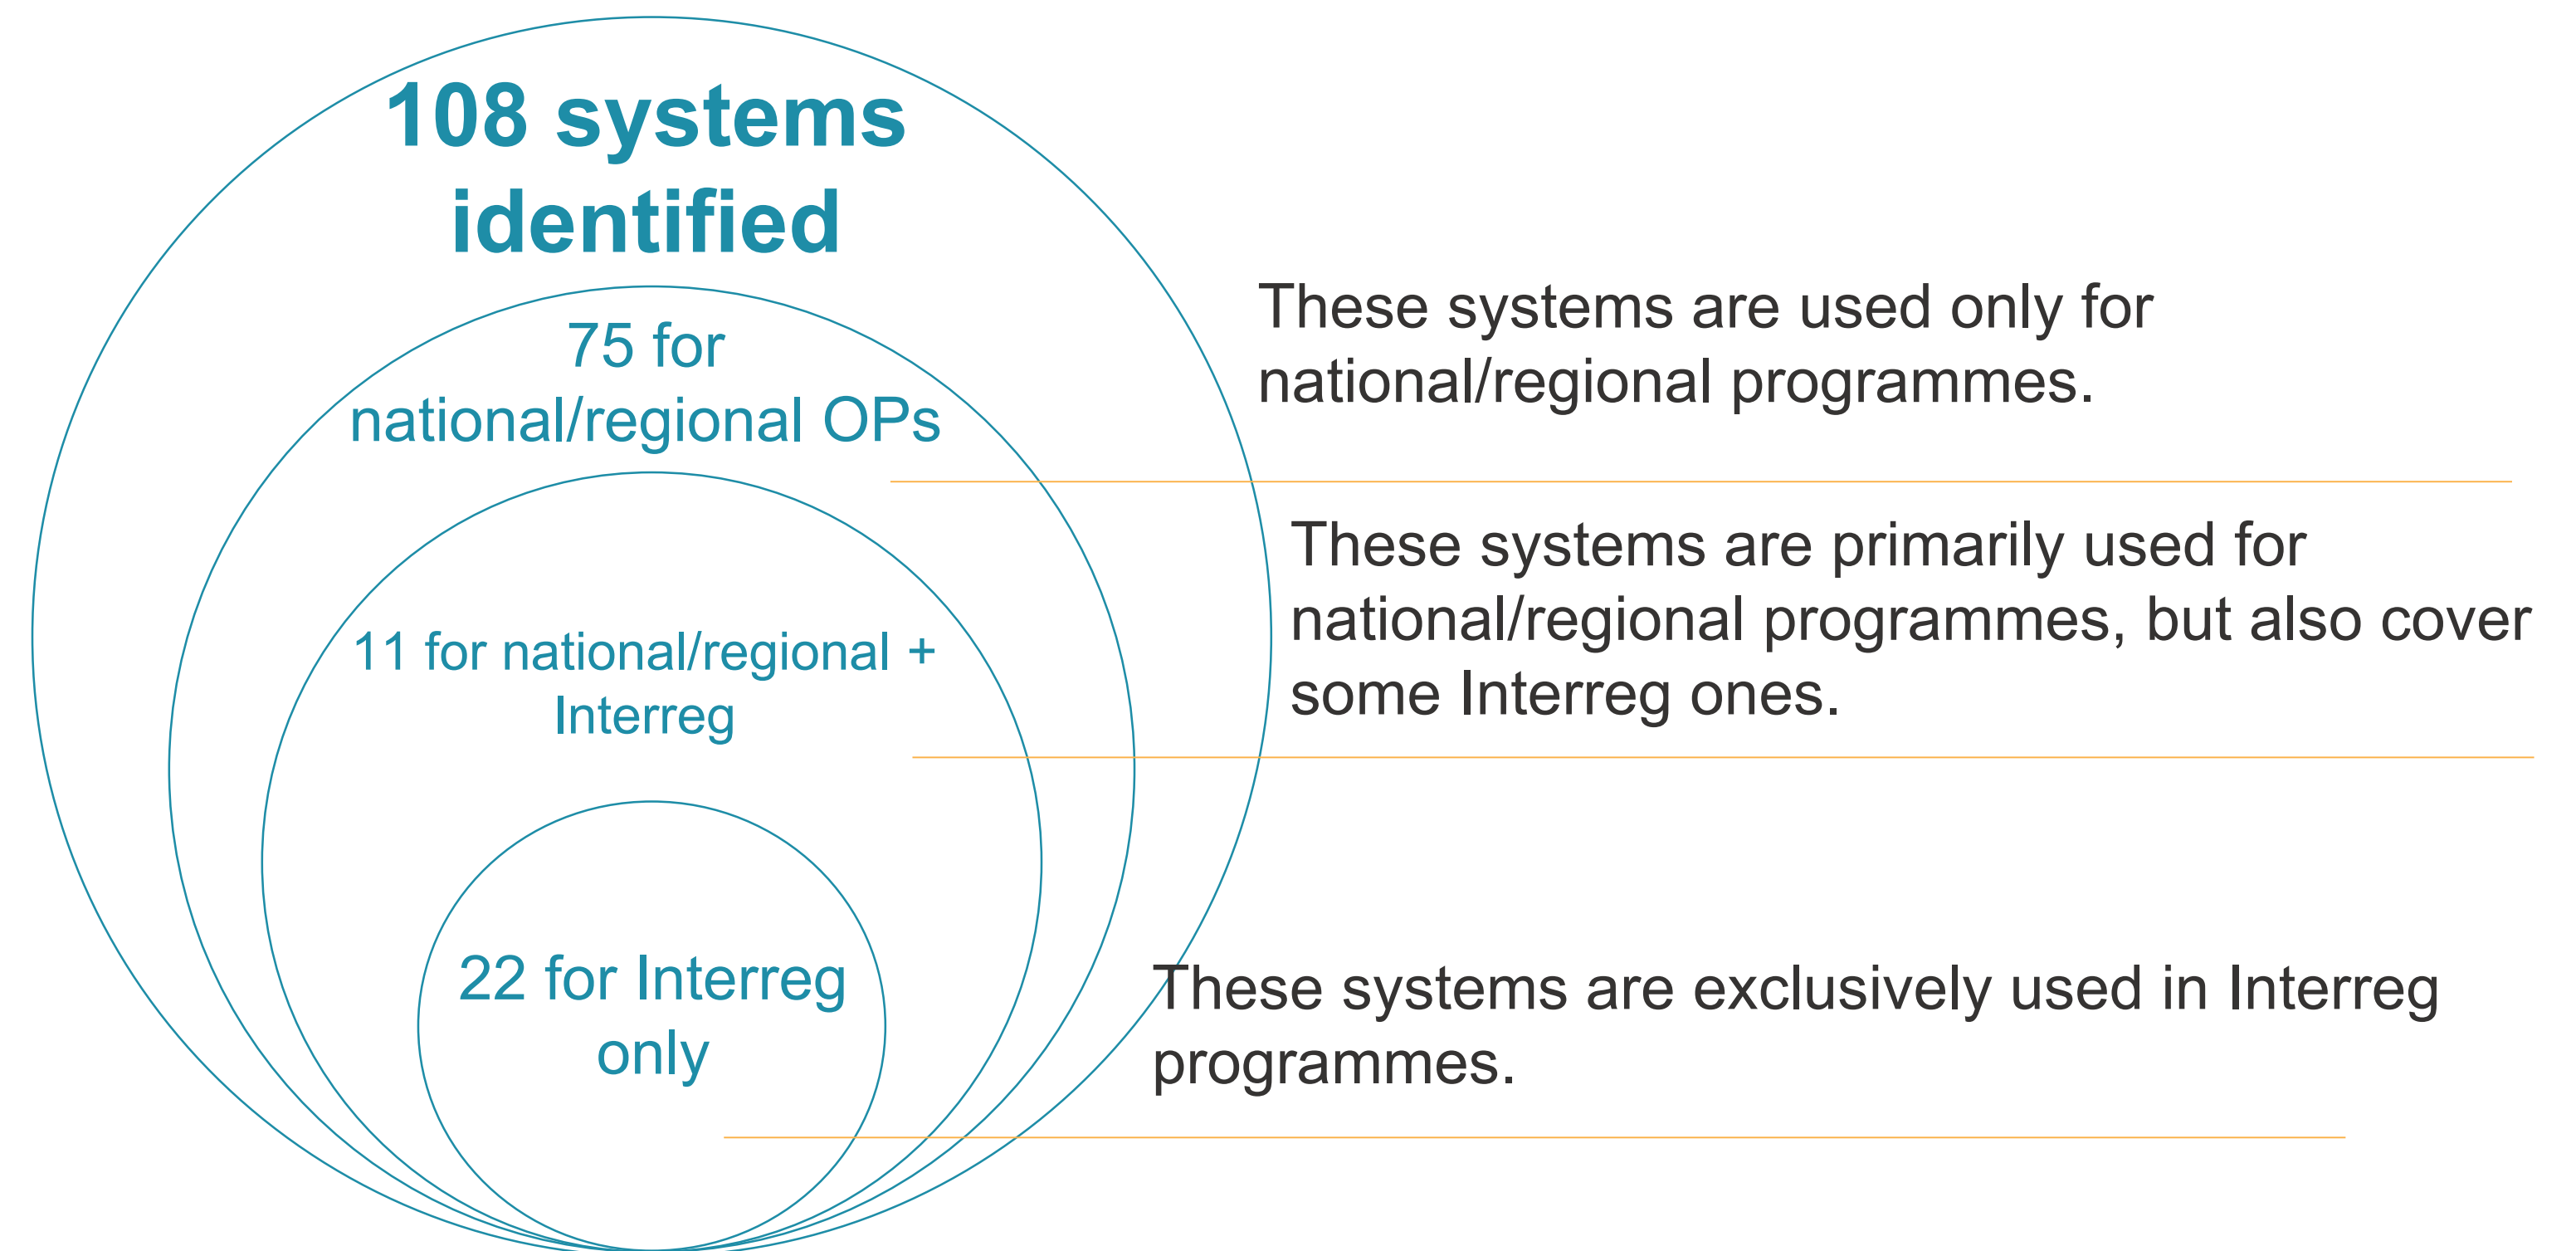 108 systems
identified
75 for
national/regional OPs
These systems are used only for
national/regional programmes.
11 for national/regional +
Interreg
These systems are primarily used for
national/regional programmes, but also cover
some Interreg ones.
22 for Interreg
only
These systems are exclusively used in Interreg
programmes.